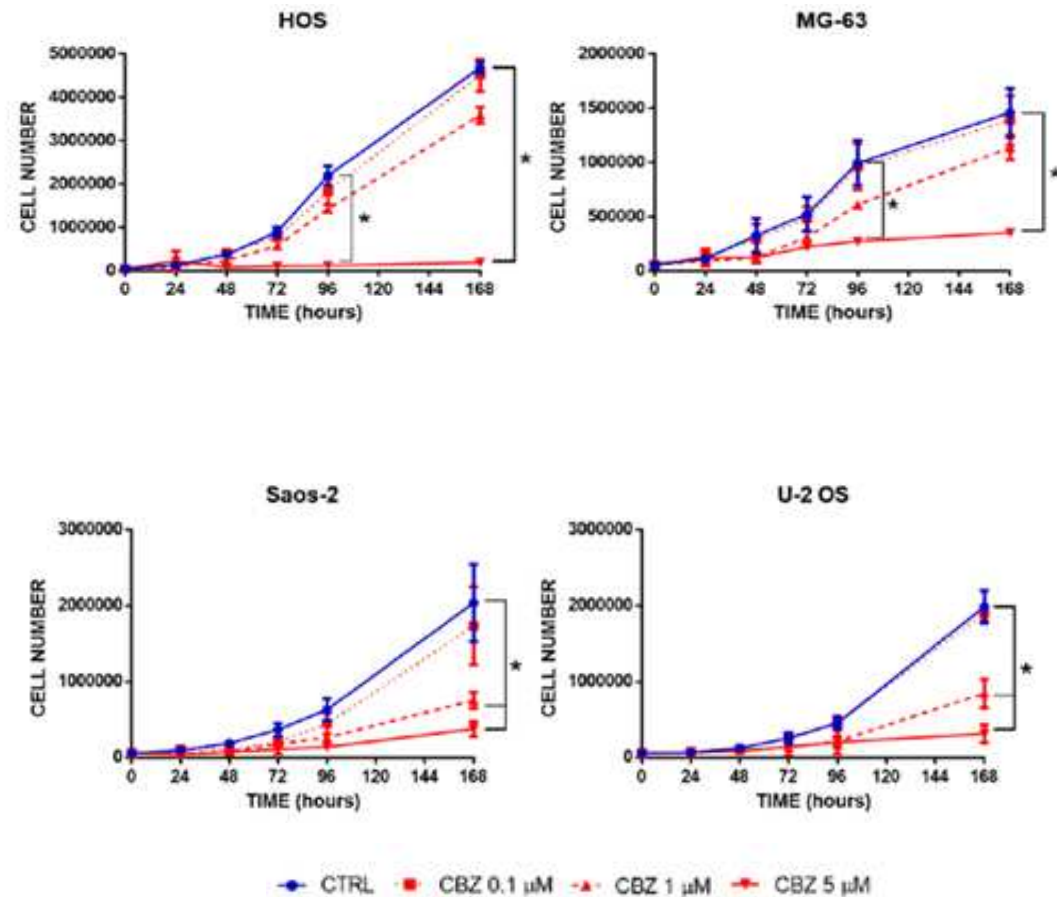 HOS
5000000
4000000
3000000
2000000
1000000
0
CELL NUMBER
*
*
0 24 48 72 96 120 144 168
TIME (hours)
MG-63
2000000
1500000
1000000
500000
0
CELL NUMBER
*
*
0 24 48 72 96 120 144 168
TIME (hours)
Saos-2
3000000
2000000
1000000
0
CELL NUMBER
*
0 24 48 72 96 120 144 168
TIME (hours)
U-2 OS
3000000
2000000
1000000
0
CELL NUMBER
*
0 24 48 72 96 120 144 168
TIME (hours)
CTRL CBZ 0.1 µM CBZ 1 µM CBZ 5 µM